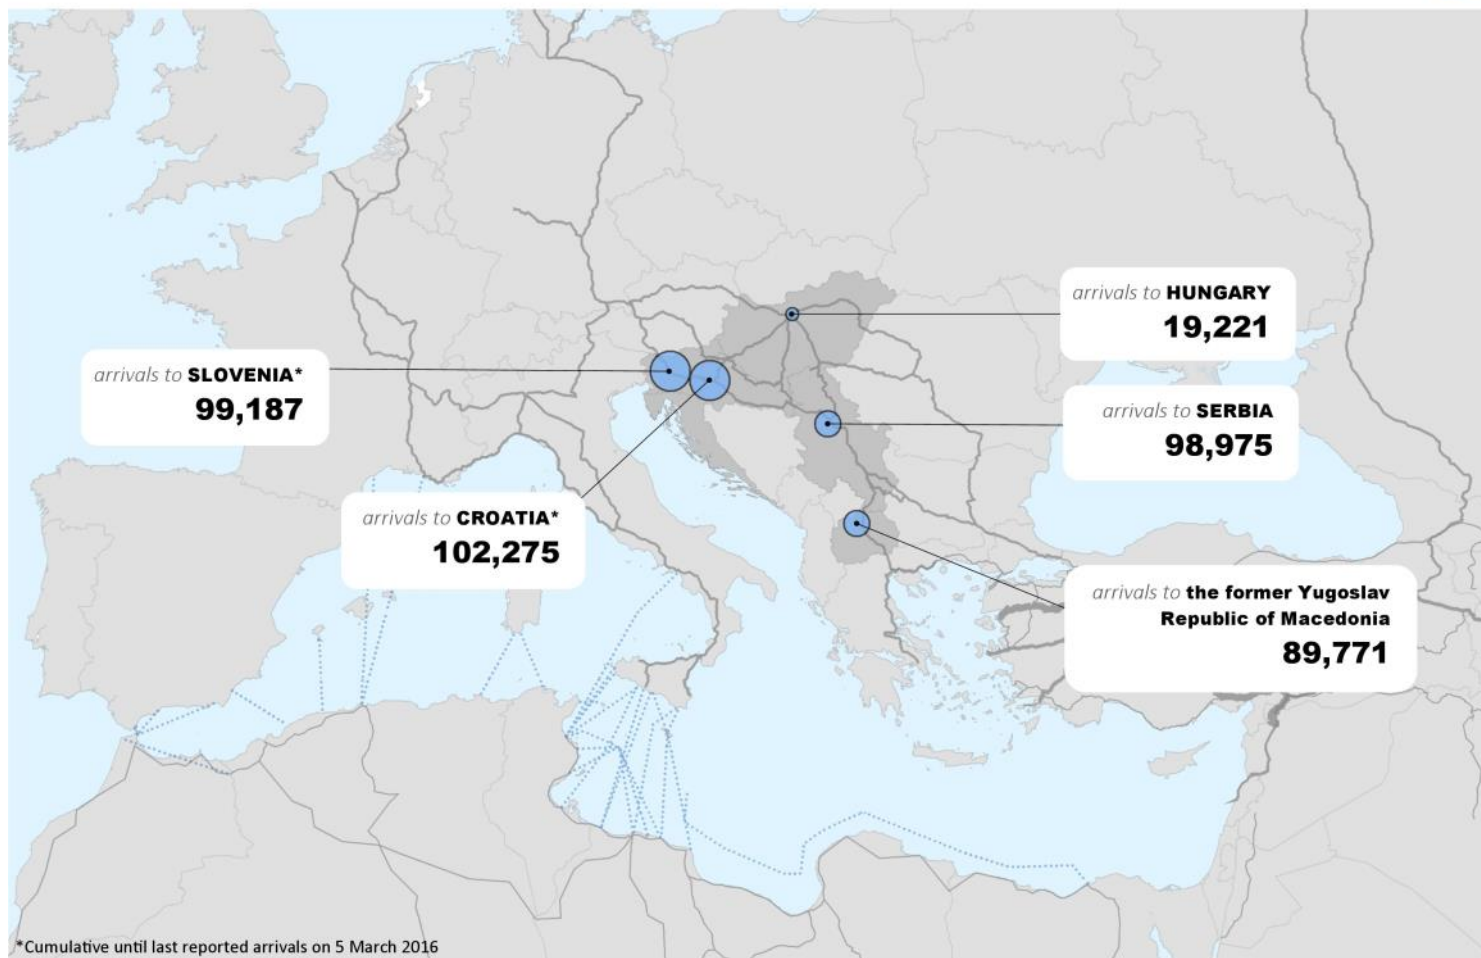 arrivals to HUNGARY
19,221
arrivals to SLOVENIA*
99,187
arrivals to SERBIA
98,975
arrivals to CROATIA*
102,275
arrivals to the former Yugoslav
Republic of Macedonia
89,771
*Cumulative until last reported arrivals on 5 March 2016